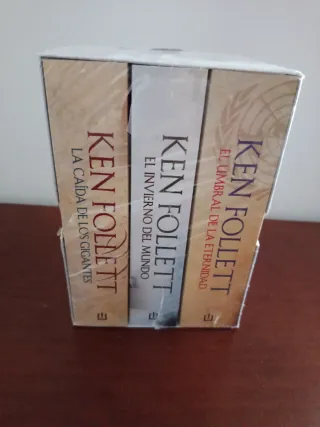 KEN FOLLETT
LA CAÍDA DE LOS GIGANTES
KEN FOLLETT
EL INVIERNO DEL MUNDO
KEN FOLLETT
EL UMBRAL DE LA ETERNIDAD